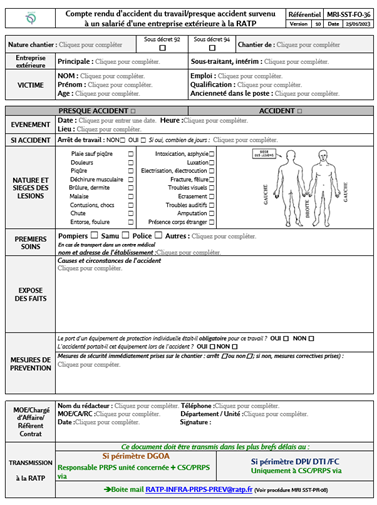 Compte rendu d'accident du travail/presque accident survenu
à un salarié d'une entreprise extérieure à la RATP
Référentiel MRI-SST-FO-36
Version 10 Date 25/01/2023
Nature chantier : Cliquez pour compléter.
Sous décret 92
Sous décret 94
Chantier de : Cliquez pour compléter.
Entreprise extérieure
Principale : Cliquez pour compléter.
Sous-traitant, intérim : Cliquez pour compléter.
VICTIME
NOM : Cliquez pour compléter.
Prénom : Cliquez pour compléter.
Age : Cliquez pour compléter.
Emploi : Cliquez pour compléter.
Qualification : Cliquez pour compléter.
Ancienneté dans le poste : Cliquez pour compléter.
PRESQUE ACCIDENT ☐
ACCIDENT ☐
EVENEMENT
Date : Cliquez pour entrer une date. Heure :Cliquez pour compléter.
Lieu : Cliquez pour compléter.
SI ACCIDENT
Arrêt de travail : NON☐ OUI ☐ Si oui, combien de jours : Cliquez pour compléter.
NATURE ET
SIEGES DES
LESIONS
Plaie sauf piqûre ☐
Douleurs ☐
Piqûre ☐
Déchirure musculaire ☐
Brûlure, dermite ☐
Malaise ☐
Contusions, chocs ☐
Chute ☐
Entorse, foulure ☐
Intoxication, asphyxie☐
Luxation☐
Electrisation, électrocution ☐
Fracture, fêlure☐
Troubles visuels ☐
Ecrasement ☐
Troubles auditifs ☐
Amputation ☐
Présence corps étranger ☐
GAUCHE
DROITE
GAUCHE
PREMIERS
SOINS
Pompiers ☐ Samu ☐ Police ☐ Autres : Cliquez pour compléter.
En cas de transport dans un centre médical
nom et adresse de l'établissement :Cliquez pour compléter.
EXPOSE
DES FAITS
Causes et circonstances de l'accident
Cliquez pour compléter.
MESURES DE
PREVENTION
Le port d'un équipement de protection individuelle était-il obligatoire pour ce travail ? OUI ☐ NON ☐
L'accidenté portait-il cet équipement lors de l'accident ? OUI ☐ NON ☐
Mesures de sécurité immédiatement prises sur le chantier : arrêt ☐ou non ☐; si non, mesures correctives prises) :
Cliquez pour compléter.
MOE/Chargé
d'Affaire/
Référent
Contrat
Nom du rédacteur : Cliquez pour compléter. Téléphone :Cliquez pour compléter.
MOE/CA/RC :Cliquez pour compléter. Département / Unité :Cliquez pour compléter.
Date :Cliquez pour compléter. Signature :
TRANSMISSION
à la RATP
Ce document doit être transmis dans les plus brefs délais au :
Si périmètre DGOA
Responsable PRPS unité concernée + CSC/PRPS
via
Si périmètre DPI/ DTI /FC
Uniquement à CSC/PRPS via
➔Boite mail RATP-INFRA-PRPS-PREV@ratp.fr (Voir procédure MRI SST-PR-08)